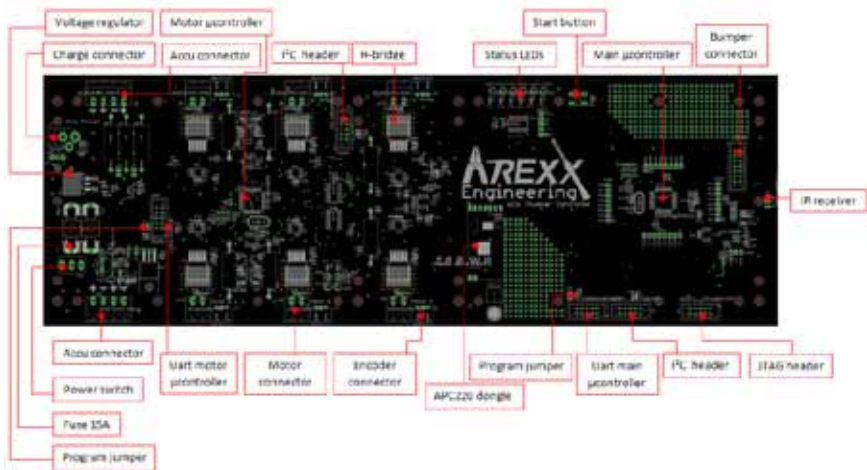 Voltage regulator
Motor µcontroller
Start button
Bumper
connector
Charge connector
Accu connector
I²C header
H-bridge
Status LEDs
Main µcontroller
AREXX
Engineering
IR receiver
Accu connector
Uart motor
µcontroller
Motor
connector
Encoder
connector
Program jumper
Uart main
µcontroller
I²C header
JTAG header
Power switch
APC220 dongle
Fuse 15A
Program jumper